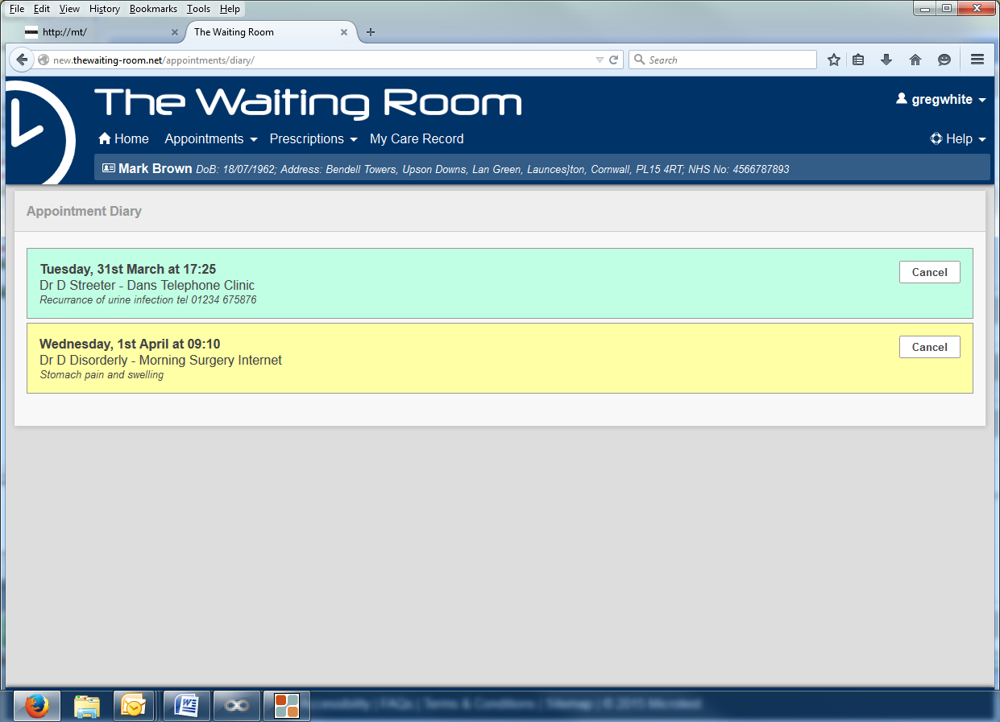 File Edit View History Bookmarks Tools Help
http://mt/
The Waiting Room
new.thewaiting-room.net/appointments/diary/
Search
The Waiting Room
gregwhite
Home Appointments Prescriptions My Care Record
Help
Mark Brown DoB: 18/07/1962; Address: Bendell Towers, Upson Downs, Lan Green, Launces}ton, Cornwall, PL15 4RT; NHS No: 4566787893
Appointment Diary
Tuesday, 31st March at 17:25
Cancel
Dr D Streeter - Dans Telephone Clinic
Recurrance of urine infection tel 01234 675876
Wednesday, 1st April at 09:10
Cancel
Dr D Disorderly - Morning Surgery Internet
Stomach pain and swelling
| FAQs | Terms & Conditions | Sitemap | © 2015 Microtest